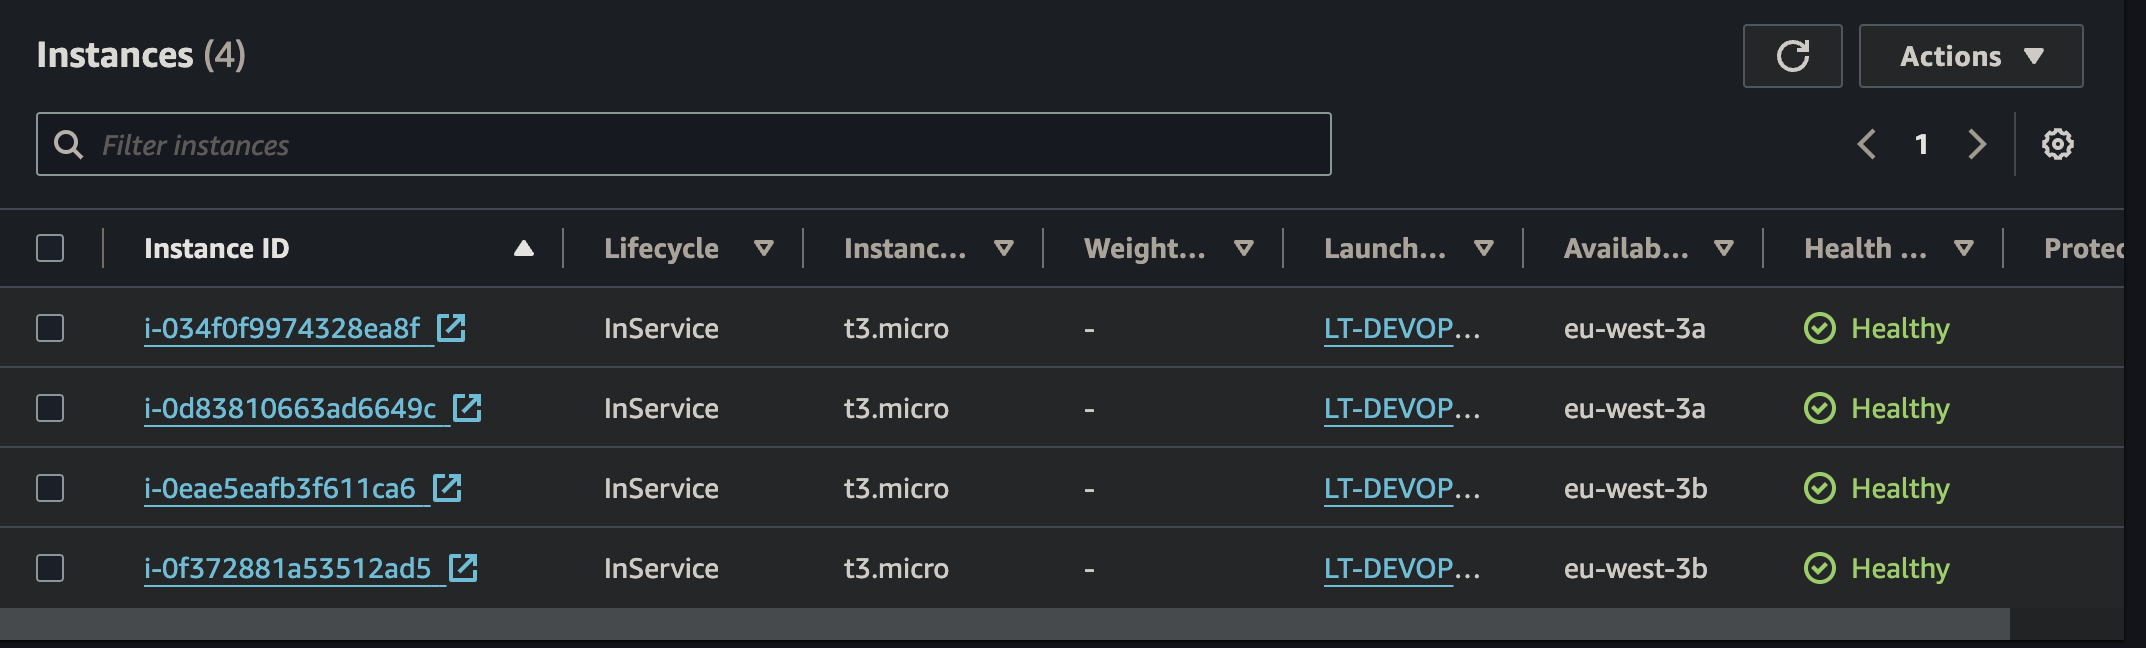 Instances (4)
Actions
Filter instances
1
Instance ID Lifecycle Instanc... Weight... Launch... Availab... Health ... Protec
i-034f0f9974328ea8f InService t3.micro - LT-DEVOP... eu-west-3a Healthy
i-0d83810663ad6649c InService t3.micro - LT-DEVOP... eu-west-3a Healthy
i-0eae5eafb3f611ca6 InService t3.micro - LT-DEVOP... eu-west-3b Healthy
i-0f372881a53512ad5 InService t3.micro - LT-DEVOP... eu-west-3b Healthy